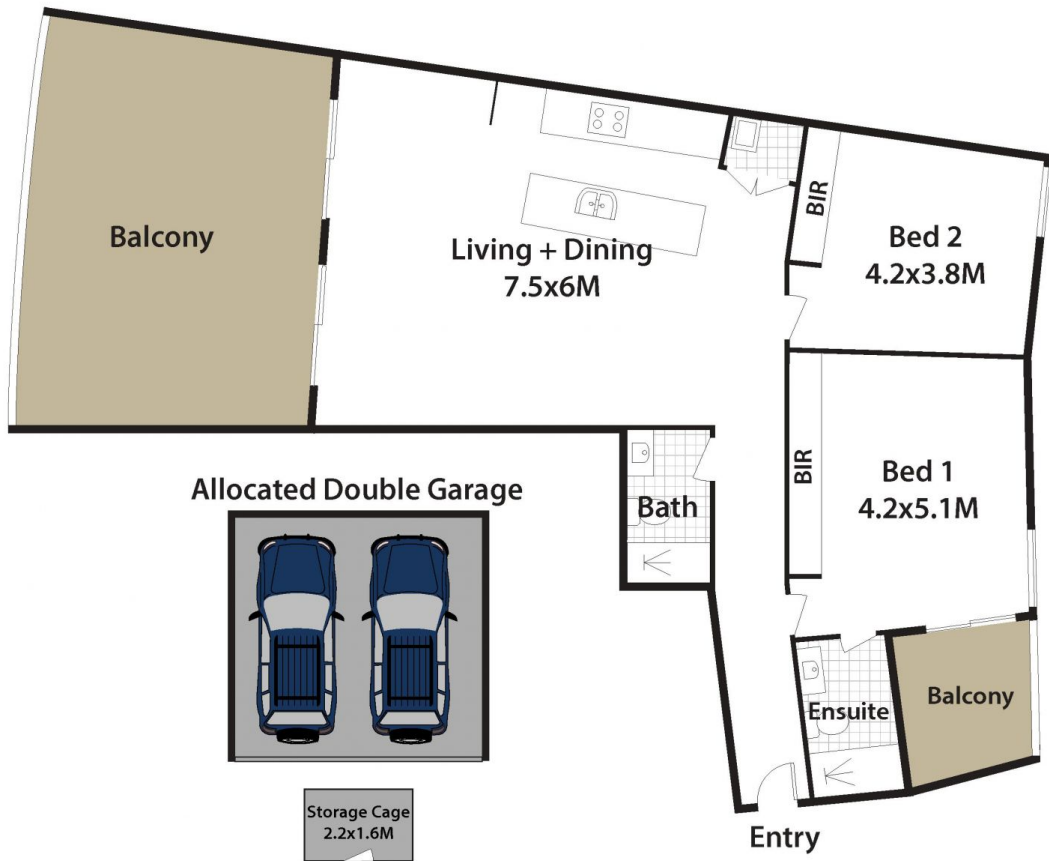 Balcony
Living + Dining
7.5x6M
BIR
Bed 2
4.2x3.8M
BIR
Bed 1
4.2x5.1M
Allocated Double Garage
Bath
Ensuite
Balcony
Storage Cage
2.2x1.6M
Entry